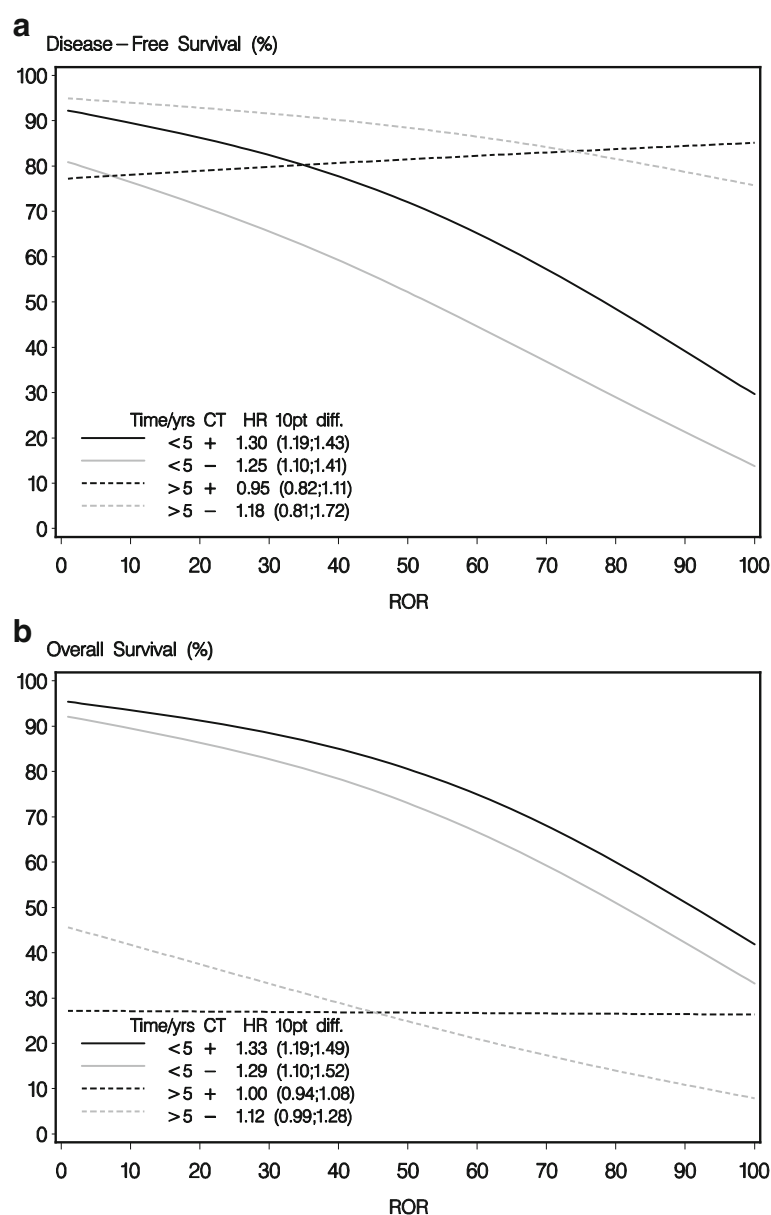 a
Disease–Free Survival (%)
100
90
80
70
60
50
40
30
20
10
0
Time/yrs CT HR 10pt diff.
<5 + 1.30 (1.19;1.43)
<5 – 1.25 (1.10;1.41)
>5 + 0.95 (0.82;1.11)
>5 – 1.18 (0.81;1.72)
0 10 20 30 40 50 60 70 80 90 100
ROR
b
Overall Survival (%)
100
90
80
70
60
50
40
30
20
10
0
Time/yrs CT HR 10pt diff.
<5 + 1.33 (1.19;1.49)
<5 – 1.29 (1.10;1.52)
>5 + 1.00 (0.94;1.08)
>5 – 1.12 (0.99;1.28)
0 10 20 30 40 50 60 70 80 90 100
ROR